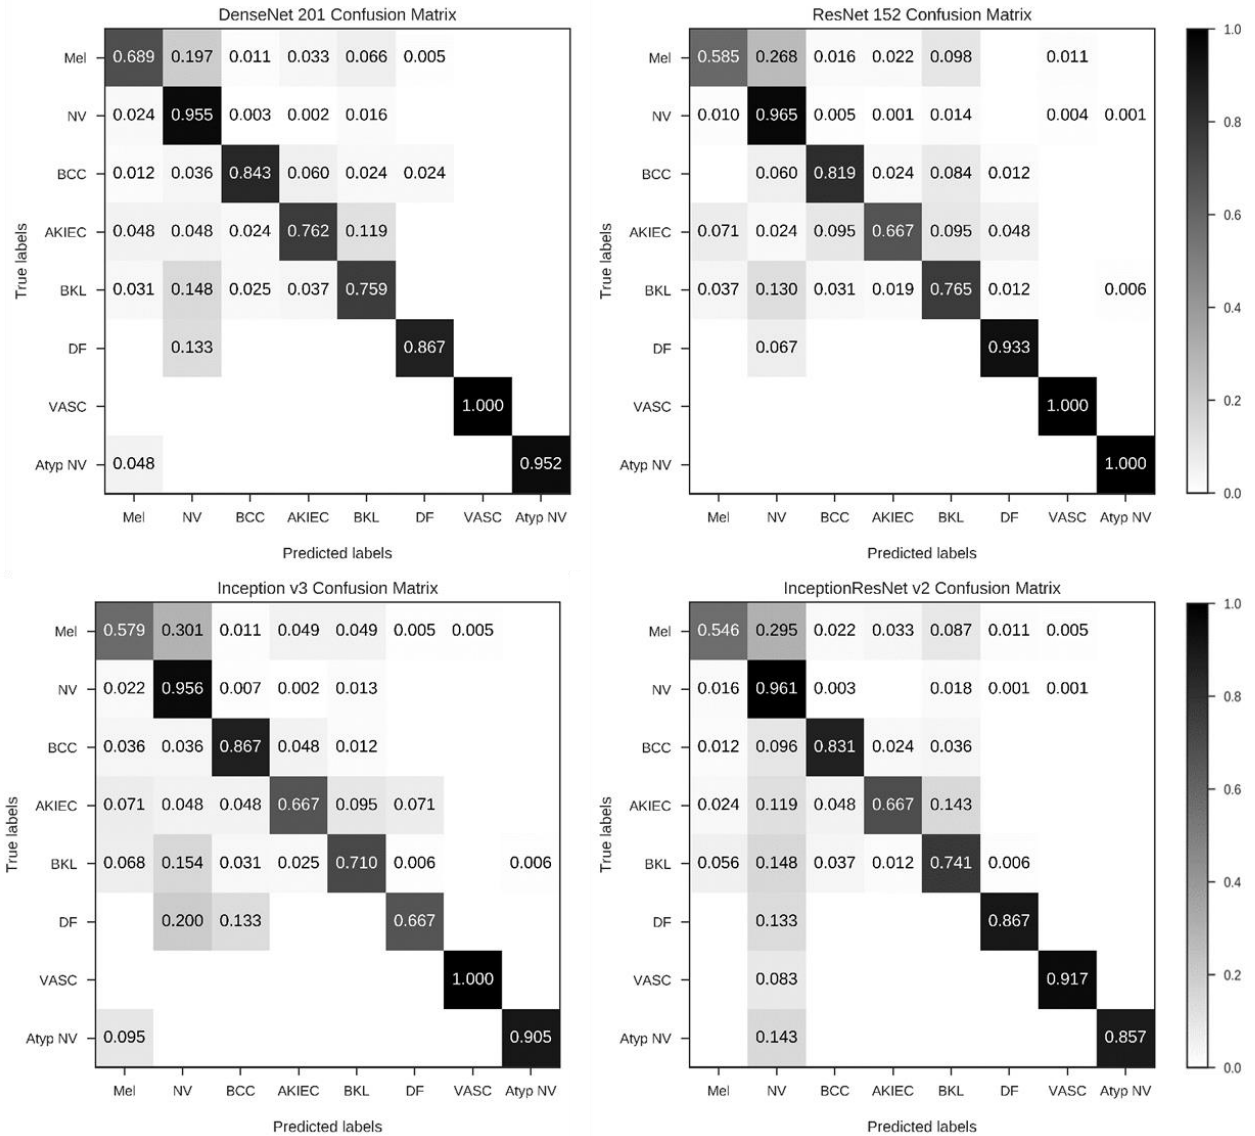 DenseNet 201 Confusion Matrix
True labels
Mel 0.689 0.197 0.011 0.033 0.066 0.005
NV 0.024 0.955 0.003 0.002 0.016
BCC 0.012 0.036 0.843 0.060 0.024 0.024
AKIEC 0.048 0.048 0.024 0.762 0.119
BKL 0.031 0.148 0.025 0.037 0.759
DF 0.133 0.867
VASC 1.000
Atyp NV 0.048 0.952
Mel NV BCC AKIEC BKL DF VASC Atyp NV
Predicted labels
ResNet 152 Confusion Matrix
True labels
Mel 0.585 0.268 0.016 0.022 0.098 0.011
NV 0.010 0.965 0.005 0.001 0.014 0.004 0.001
BCC 0.060 0.819 0.024 0.084 0.012
AKIEC 0.071 0.024 0.095 0.667 0.095 0.048
BKL 0.037 0.130 0.031 0.019 0.765 0.012 0.006
DF 0.067 0.933
VASC 1.000
Atyp NV 1.000
Mel NV BCC AKIEC BKL DF VASC Atyp NV
Predicted labels
1.0
0.8
0.6
0.4
0.2
0.0
Inception v3 Confusion Matrix
True labels
Mel 0.579 0.301 0.011 0.049 0.049 0.005 0.005
NV 0.022 0.956 0.007 0.002 0.013
BCC 0.036 0.036 0.867 0.048 0.012
AKIEC 0.071 0.048 0.048 0.667 0.095 0.071
BKL 0.068 0.154 0.031 0.025 0.710 0.006 0.006
DF 0.200 0.133 0.667
VASC 1.000
Atyp NV 0.095 0.905
Mel NV BCC AKIEC BKL DF VASC Atyp NV
Predicted labels
InceptionResNet v2 Confusion Matrix
True labels
Mel 0.546 0.295 0.022 0.033 0.087 0.011 0.005
NV 0.016 0.961 0.003 0.018 0.001 0.001
BCC 0.012 0.096 0.831 0.024 0.036
AKIEC 0.024 0.119 0.048 0.667 0.143
BKL 0.056 0.148 0.037 0.012 0.741 0.006
DF 0.133 0.867
VASC 0.083 0.917
Atyp NV 0.143 0.857
Mel NV BCC AKIEC BKL DF VASC Atyp NV
Predicted labels
1.0
0.8
0.6
0.4
0.2
0.0